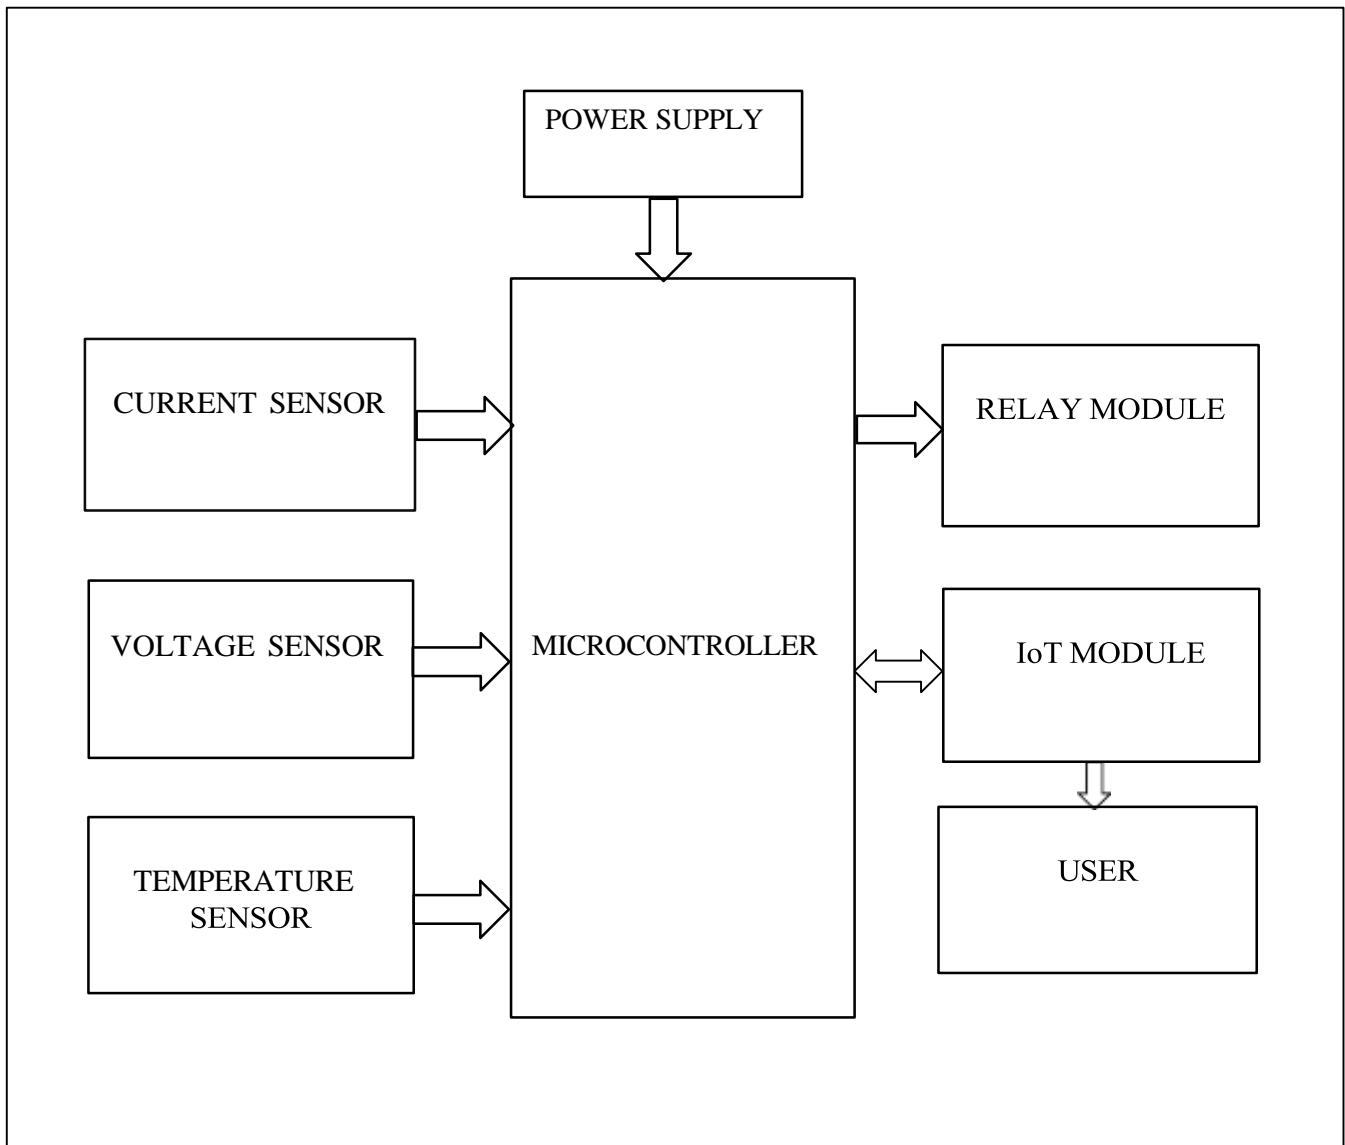 POWER SUPPLY
CURRENT SENSOR
RELAY MODULE
VOLTAGE SENSOR
MICROCONTROLLER
IoT MODULE
TEMPERATURE
SENSOR
USER